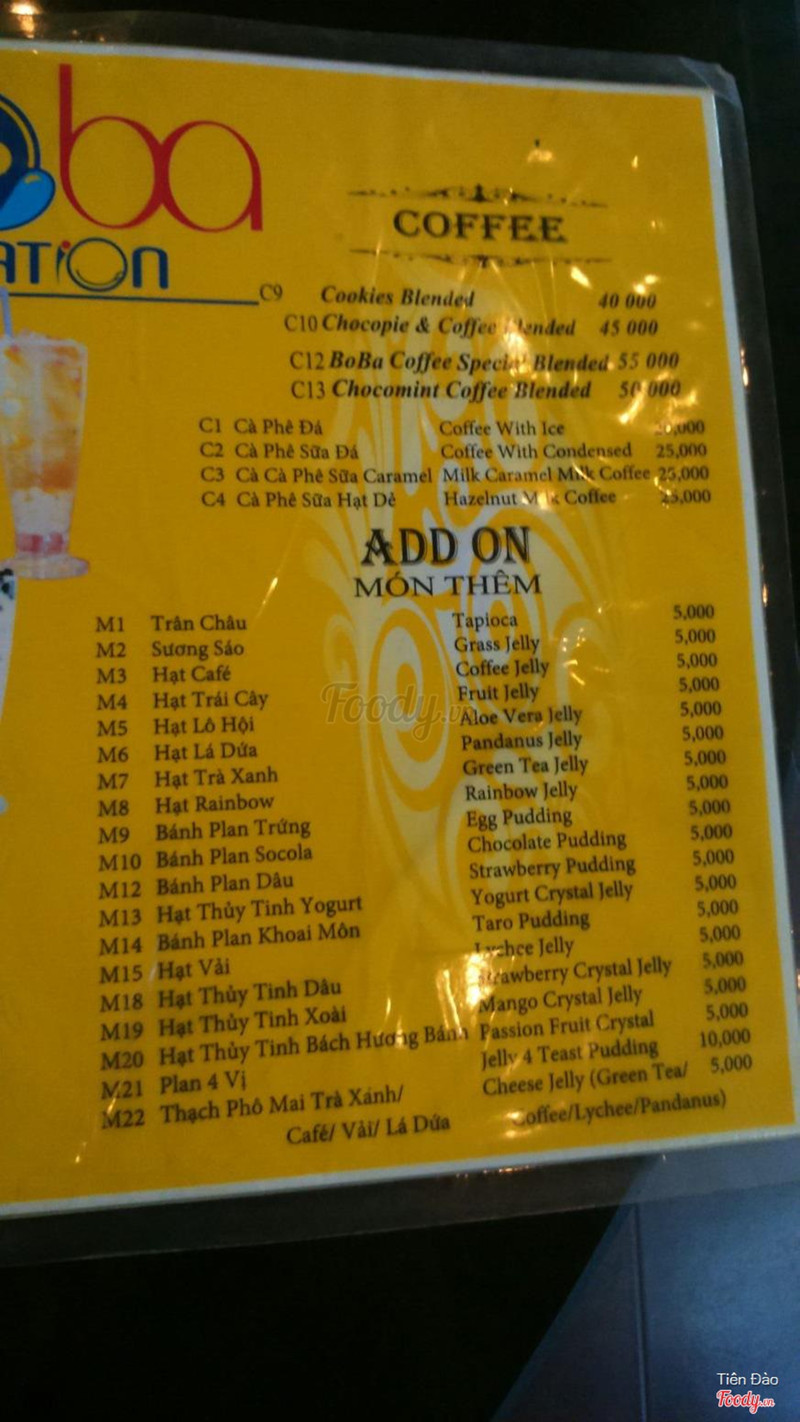 ba
ATION
COFFEE
C9 Cookies Blended 40 000
C10 Chocopie & Coffee Blended 45 000
C12 BoBa Coffee Special Blended 55 000
C13 Chocomint Coffee Blended 50 000
C1 Cà Phê Đá Coffee With Ice
C2 Cà Phê Sữa Đá Coffee With Condensed 25,000
C3 Cà Cà Phê Sữa Caramel Milk Caramel Milk Coffee 25,000
C4 Cà Phê Sữa Hạt Dẻ Hazelnut Milk Coffee 25,000
ADD ON
MÓN THÊM
M1 Trân Châu Tapioca 5,000
M2 Sương Sáo Grass Jelly 5,000
M3 Hạt Café Coffee Jelly 5,000
M4 Hạt Trái Cây Fruit Jelly 5,000
M5 Hạt Lô Hội Aloe Vera Jelly 5,000
M6 Hạt Lá Dứa Pandanus Jelly 5,000
M7 Hạt Trà Xanh Green Tea Jelly 5,000
M8 Hạt Rainbow Rainbow Jelly 5,000
M9 Bánh Plan Trứng Egg Pudding 5,000
M10 Bánh Plan Socola Chocolate Pudding 5,000
M12 Bánh Plan Dâu Strawberry Pudding 5,000
M13 Hạt Thủy Tinh Yogurt Yogurt Crystal Jelly 5,000
M14 Bánh Plan Khoai Môn Taro Pudding 5,000
M15 Hạt Vải Lychee Jelly 5,000
M18 Hạt Thủy Tinh Dâu Strawberry Crystal Jelly 5,000
M19 Hạt Thủy Tinh Xoài Mango Crystal Jelly 5,000
M20 Hạt Thủy Tinh Bách Hương Bánh Passion Fruit Crystal 5,000
M21 Plan 4 Vị Jelly 4 Teast Pudding 10,000
M22 Thạch Phô Mai Trà Xánh/ Cheese Jelly (Green Tea/ 5,000
Café/ Vải/ Lá Dứa Coffee/Lychee/Pandanus)
Foody.vn
Tiên Đào
Foody.vn